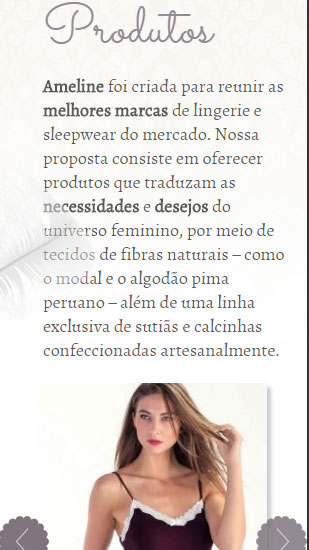 Produtos
Ameline foi criada para reunir as
melhores marcas de lingerie e
sleepwear do mercado. Nossa
proposta consiste em oferecer
produtos que traduzam as
necessidades e desejos do
universo feminino, por meio de
tecidos de fibras naturais – como
o modal e o algodão pima
peruano – além de uma linha
exclusiva de sutiãs e calcinhas
confeccionadas artesanalmente.